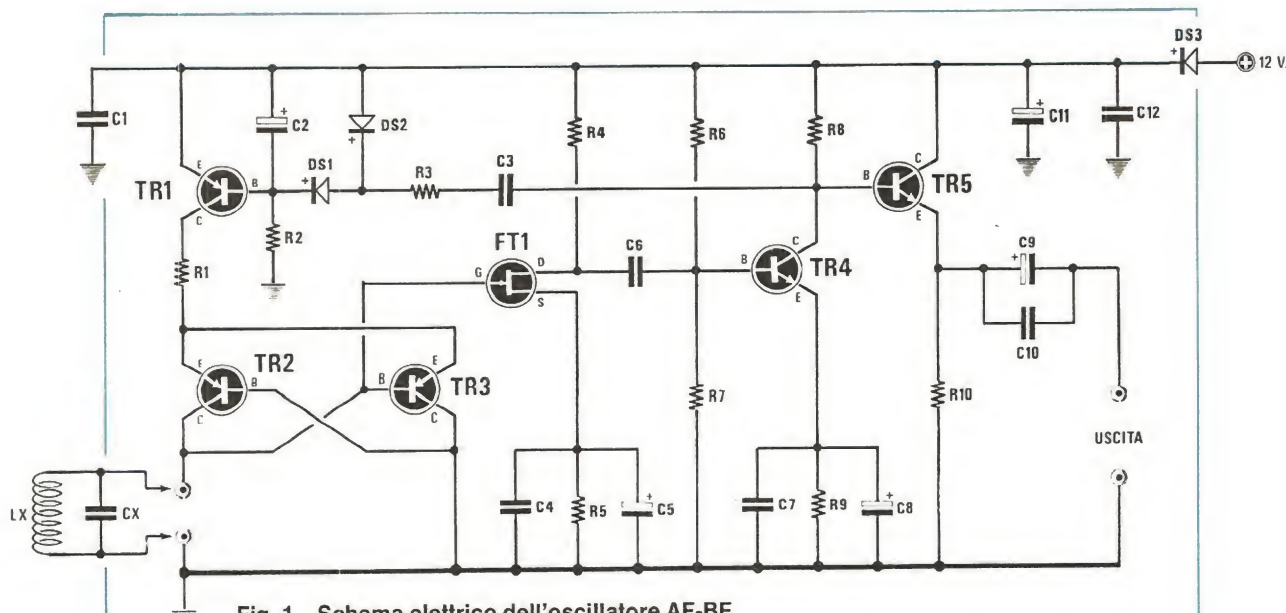 DS3
12 V
C1
C2
DS2
R4
R6
R8
C11
C12
DS1
R3
C3
TR1
E
B
C
R2
B
C
E
TR5
FT1
C6
G
D
S
B
C
E
TR4
C9
C10
R1
E
B
C
TR2
B
E
C
TR3
R7
R10
USCITA
LX
CX
C4
R5
C5
C7
R9
C8
+
+
+
+
+
+
+
+
Fig. 1 - Schema elettrico dell'oscillatore AF-BF